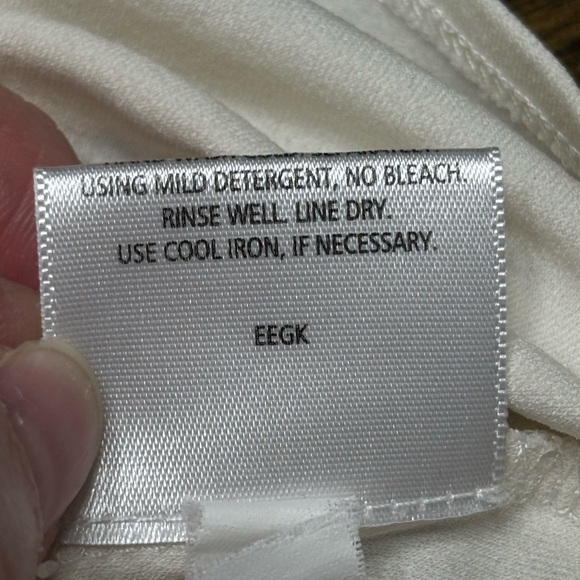 USING MILD DETERGENT, NO BLEACH.
RINSE WELL. LINE DRY.
USE COOL IRON, IF NECESSARY.
EEGK